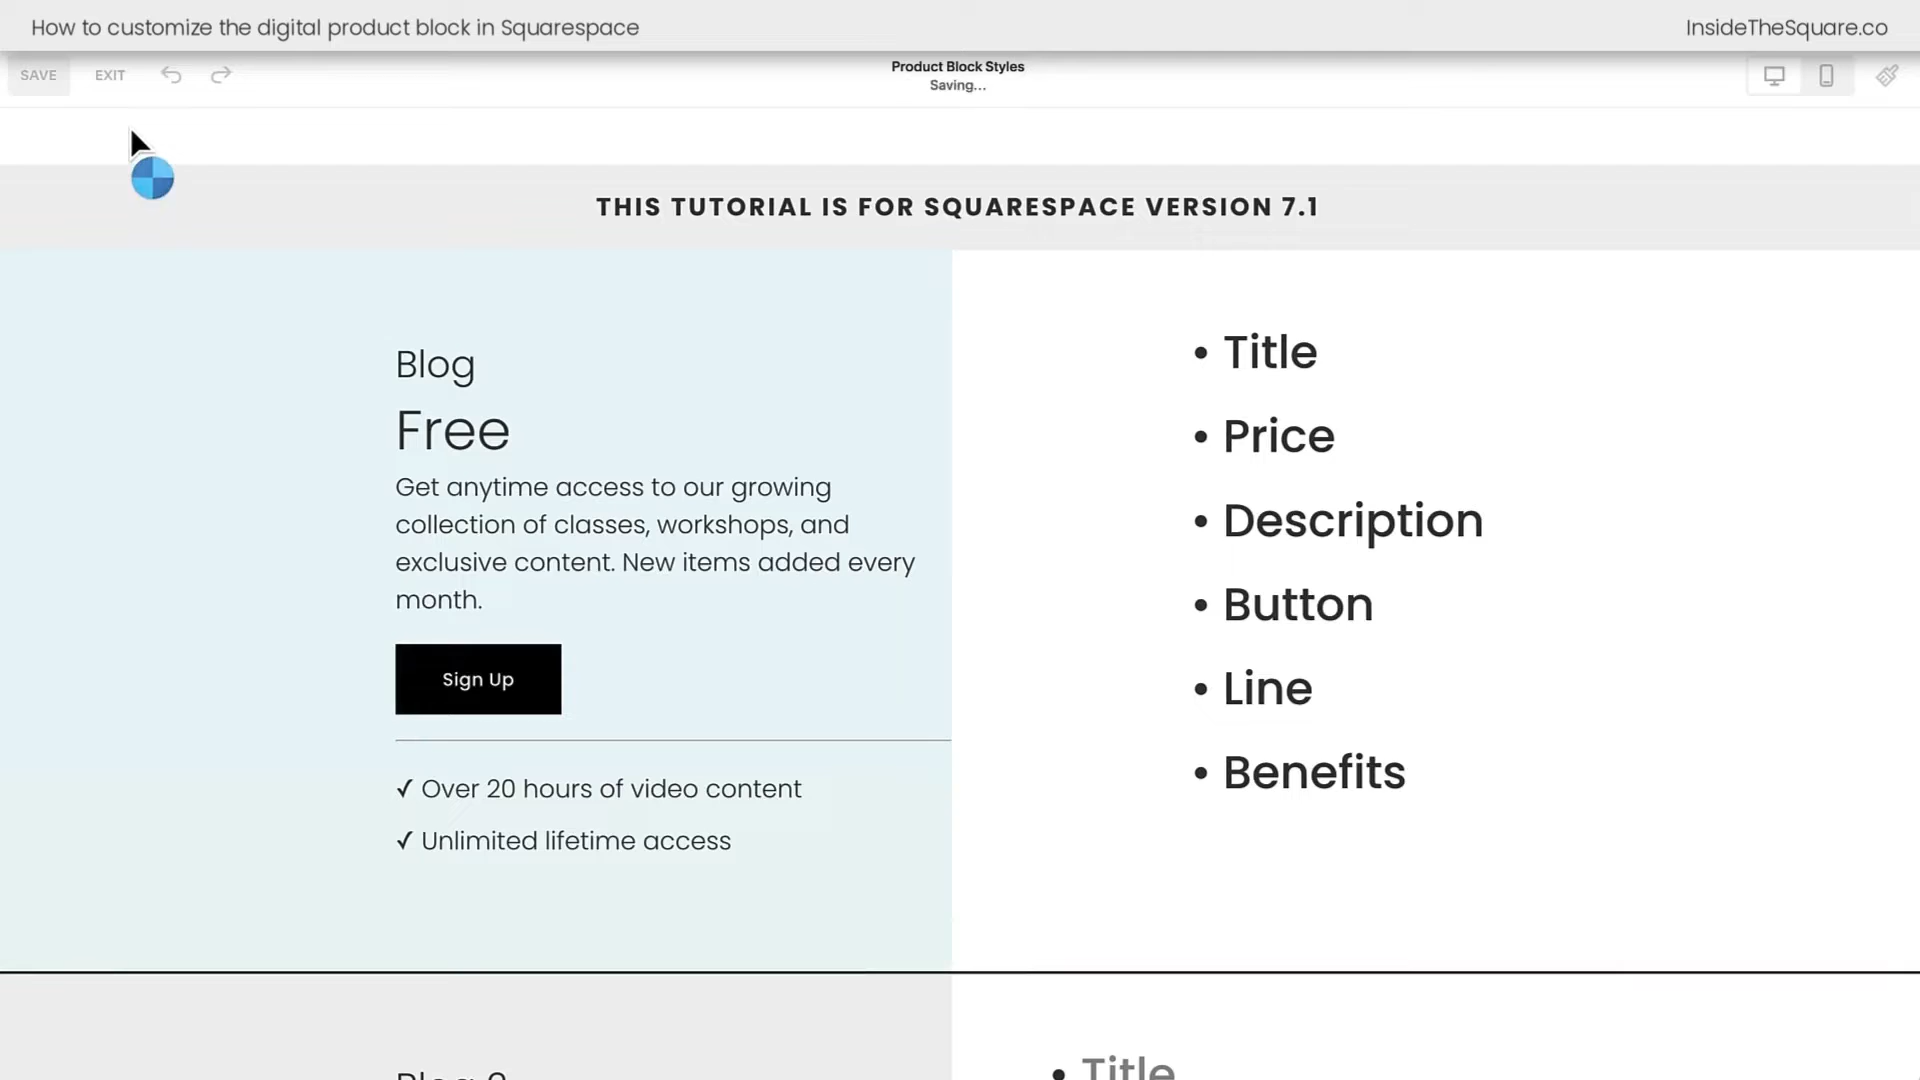 How to customize the digital product block in Squarespace
InsideTheSquare.co
SAVE
EXIT
Product Block Styles
Saving...
THIS TUTORIAL IS FOR SQUARESPACE VERSION 7.1
Blog
Free
Get anytime access to our growing
collection of classes, workshops, and
exclusive content. New items added every
month.
Sign Up
✓ Over 20 hours of video content
✓ Unlimited lifetime access
• Title
• Price
• Description
• Button
• Line
• Benefits
• Title